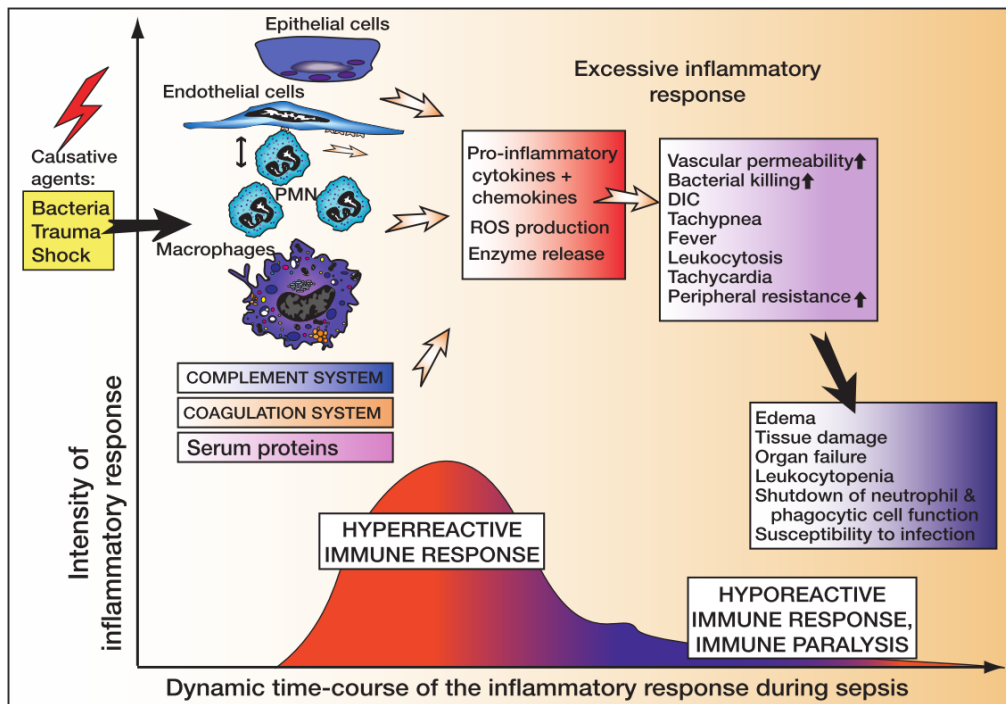 Epithelial cells
Endothelial cells
PMN
Macrophages
Causative
agents:
Bacteria
Trauma
Shock
COMPLEMENT SYSTEM
COAGULATION SYSTEM
Serum proteins
Excessive inflammatory
response
Pro-inflammatory
cytokines +
chemokines
ROS production
Enzyme release
Vascular permeability
Bacterial killing
DIC
Tachypnea
Fever
Leukocytosis
Tachycardia
Peripheral resistance
Edema
Tissue damage
Organ failure
Leukocytopenia
Shutdown of neutrophil &
phagocytic cell function
Susceptibility to infection
Intensity of
inflammatory response
HYPERREACTIVE
IMMUNE RESPONSE
HYPOREACTIVE
IMMUNE RESPONSE,
IMMUNE PARALYSIS
Dynamic time-course of the inflammatory response during sepsis